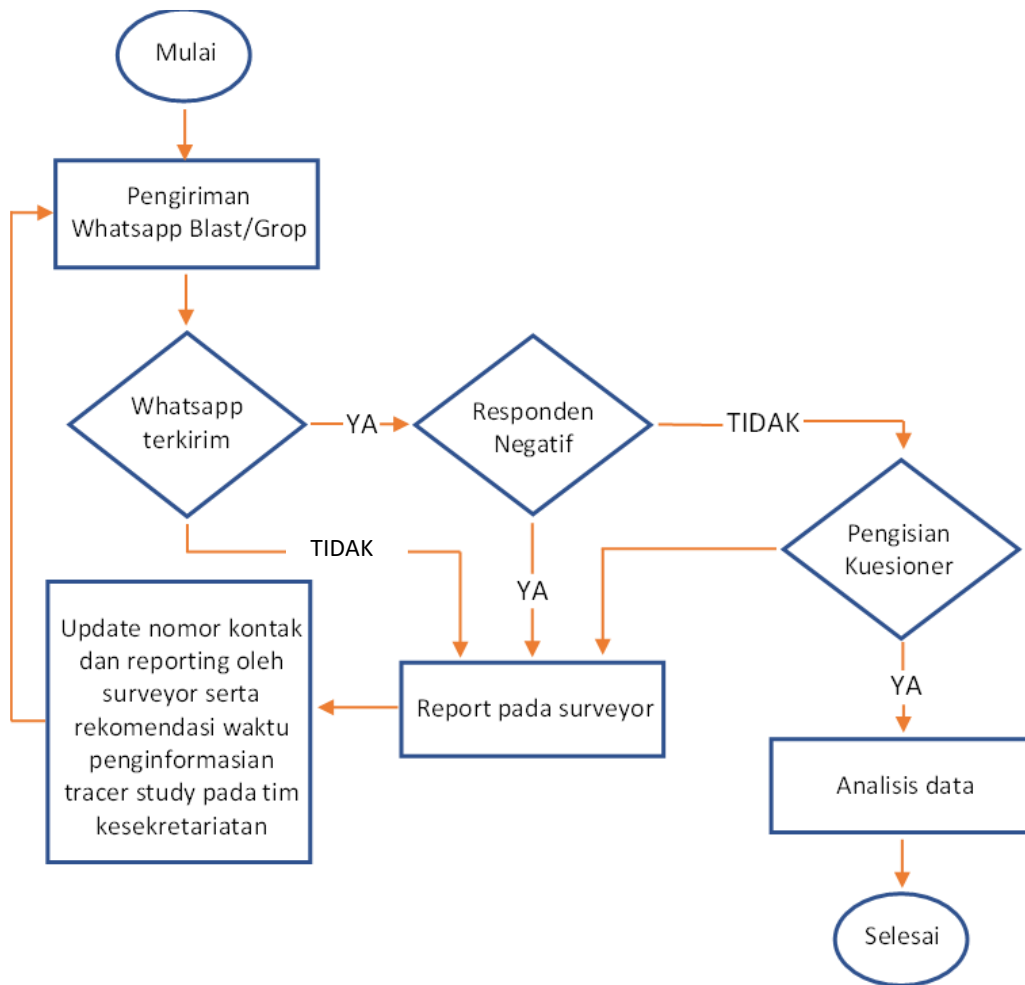 Mulai
Pengiriman
Whatsapp Blast/Grop
Whatsapp
terkirim
YA
Responden
Negatif
TIDAK
Pengisian
Kuesioner
TIDAK
YA
Update nomor kontak
dan reporting oleh
surveyor serta
rekomendasi waktu
penginformasian
tracer study pada tim
kesekretariatan
Report pada surveyor
YA
Analisis data
Selesai